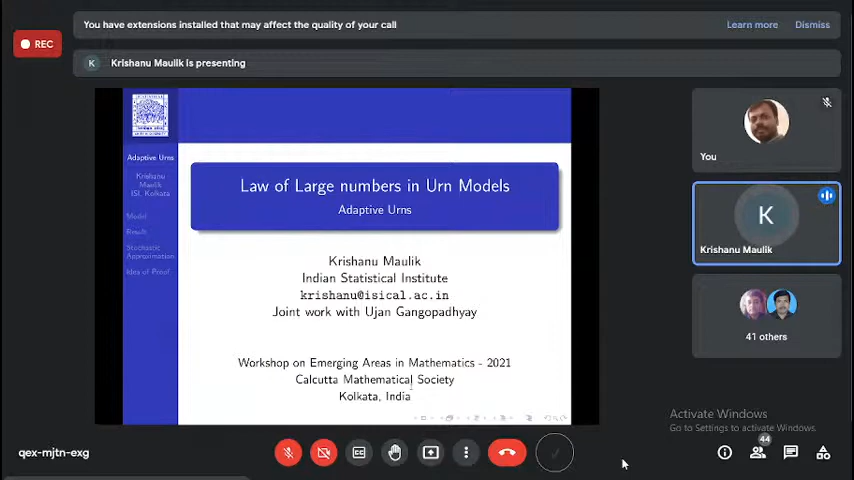 You have extensions installed that may affect the quality of your call
Learn more
Dismiss
REC
K
Krishanu Maulik is presenting
Adaptive Urns
Krishanu
Maulik
ISI, Kolkata
Model
Result
Stochastic
Approximation
Idea of Proof
Law of Large numbers in Urn Models
Adaptive Urns
Krishanu Maulik
Indian Statistical Institute
krishanu@isical.ac.in
Joint work with Ujan Gangopadhyay
Workshop on Emerging Areas in Mathematics - 2021
Calcutta Mathematical Society
Kolkata, India
You
K
Krishanu Maulik
41 others
Activate Windows
Go to Settings to activate Windows.
qex-mjtn-exg
44